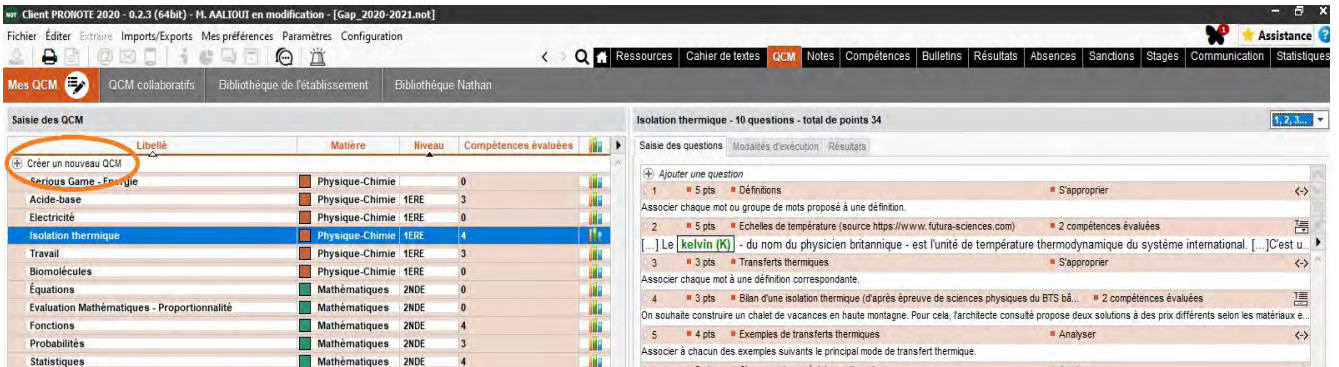 Client PRONOTE 2020 - 0.2.3 (64bit) - M. AALIOUI en modification - [Gap_2020-2021.not]
Fichier Éditer Extraire Imports/Exports Mes préférences Paramètres Configuration
Assistance
Ressources Cahier de textes QCM Notes Compétences Bulletins Résultats Absences Sanctions Stages Communication Statistiques
Mes QCM QCM collaboratifs Bibliothèque de l'établissement Bibliothèque Nathan
Saisie des QCM
Libellé Matière Niveau Compétences évaluées
Créer un nouveau QCM
Serious Game - Energie Physique-Chimie 0
Acide-base Physique-Chimie 1ERE 3
Electricité Physique-Chimie 1ERE 0
Isolation thermique Physique-Chimie 1ERE 4
Travail Physique-Chimie 1ERE 3
Biomolécules Physique-Chimie 1ERE 0
Équations Mathématiques 2NDE 0
Evaluation Mathématiques - Proportionnalité Mathématiques 2NDE 0
Fonctions Mathématiques 2NDE 4
Probabilités Mathématiques 2NDE 3
Statistiques Mathématiques 2NDE 4
Isolation thermique - 10 questions - total de points 34
1, 2, 3...
Saisie des questions Modalités d'exécution Résultats
Ajouter une question
1 5 pts Définitions S'approprier
Associer chaque mot ou groupe de mots proposé à une définition.
2 5 pts Echelles de température (source https://www.futura-sciences.com) 2 compétences évaluées
[...] Le kelvin (K) - du nom du physicien britannique - est l'unité de température thermodynamique du système international. [...]C'est u...
3 3 pts Transferts thermiques S'approprier
Associer chaque mot à une définition correspondante.
4 3 pts Bilan d'une isolation thermique (d'après épreuve de sciences physiques du BTS bâ... 2 compétences évaluées
On souhaite construire un chalet de vacances en haute montagne. Pour cela, l'architecte consulté propose deux solutions à des prix différents selon les matériaux e...
5 4 pts Exemples de transferts thermiques Analyser
Associer à chacun des exemples suivants le principal mode de transfert thermique.